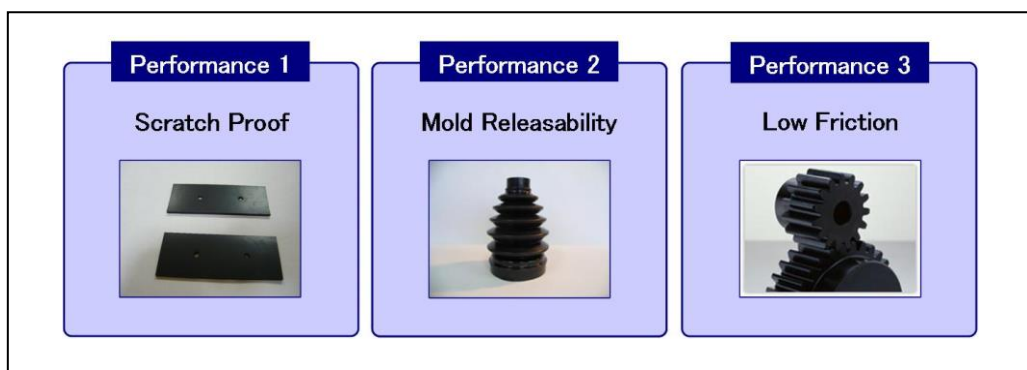 Performance 1
Scratch Proof
Performance 2
Mold Releasability
Performance 3
Low Friction